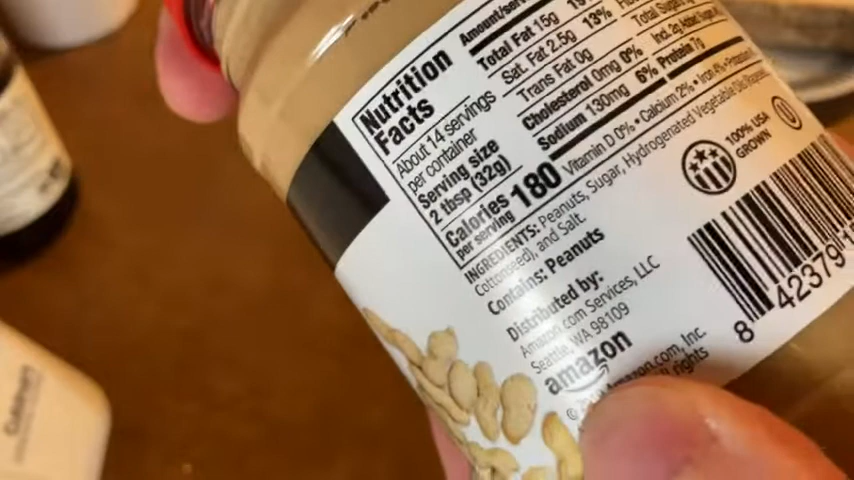 Nutrition
Facts
About 14 servings
per container
Serving size
2 tbsp (32g)
Calories
per serving 180
Amount/serv
Total Fat 15g 19
Sat. Fat 2.5g 13%
Trans Fat 0g
Cholesterol 0mg 0%
Sodium 130mg 6%
Total Sugars
Incl. 2g Added Sugars
Protein 7g
Vitamin D 0% • Calcium 2% • Iron 4% •
INGREDIENTS: Peanuts, Sugar, Hydrogenated Vegetable Oils
Cottonseed), and Salt.
Contains: Peanuts
Distributed by:
Amazon.com Services, LLC
Seattle, WA 98109
amazon
Amazon.com, Inc.
rights
100% USA
GROWN
U
8 42379